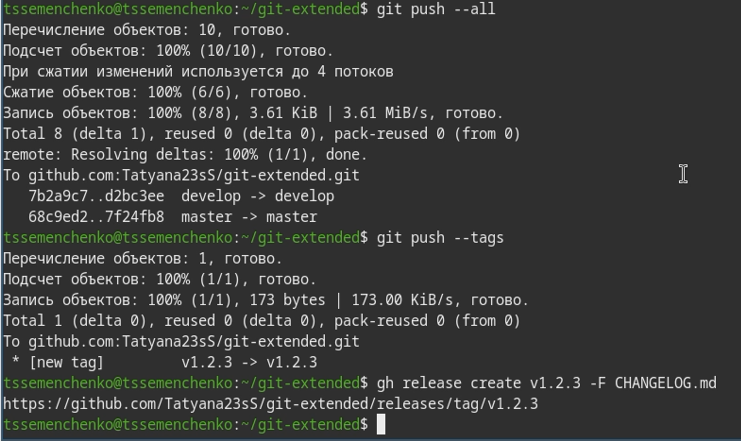 tssemenchenko@tssemenchenko:~/git-extended$ git push --all
Перечисление объектов: 10, готово.
Подсчет объектов: 100% (10/10), готово.
При сжатии изменений используется до 4 потоков
Сжатие объектов: 100% (6/6), готово.
Запись объектов: 100% (8/8), 3.61 KiB | 3.61 MiB/s, готово.
Total 8 (delta 1), reused 0 (delta 0), pack-reused 0 (from 0)
remote: Resolving deltas: 100% (1/1), done.
To github.com:Tatyana23sS/git-extended.git
   7b2a9c7..d2bc3ee  develop -> develop
   68c9ed2..7f24fb8  master -> master
tssemenchenko@tssemenchenko:~/git-extended$ git push --tags
Перечисление объектов: 1, готово.
Подсчет объектов: 100% (1/1), готово.
Запись объектов: 100% (1/1), 173 bytes | 173.00 KiB/s, готово.
Total 1 (delta 0), reused 0 (delta 0), pack-reused 0 (from 0)
To github.com:Tatyana23sS/git-extended.git
 * [new tag]         v1.2.3 -> v1.2.3
tssemenchenko@tssemenchenko:~/git-extended$ gh release create v1.2.3 -F CHANGELOG.md
https://github.com/Tatyana23sS/git-extended/releases/tag/v1.2.3
tssemenchenko@tssemenchenko:~/git-extended$